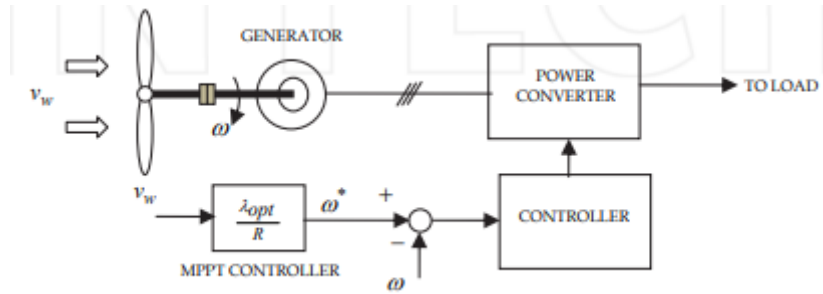 GENERATOR
v_w
ω
POWER
CONVERTER
TO LOAD
v_w
λ_opt
R
ω*
+
−
ω
MPPT CONTROLLER
CONTROLLER